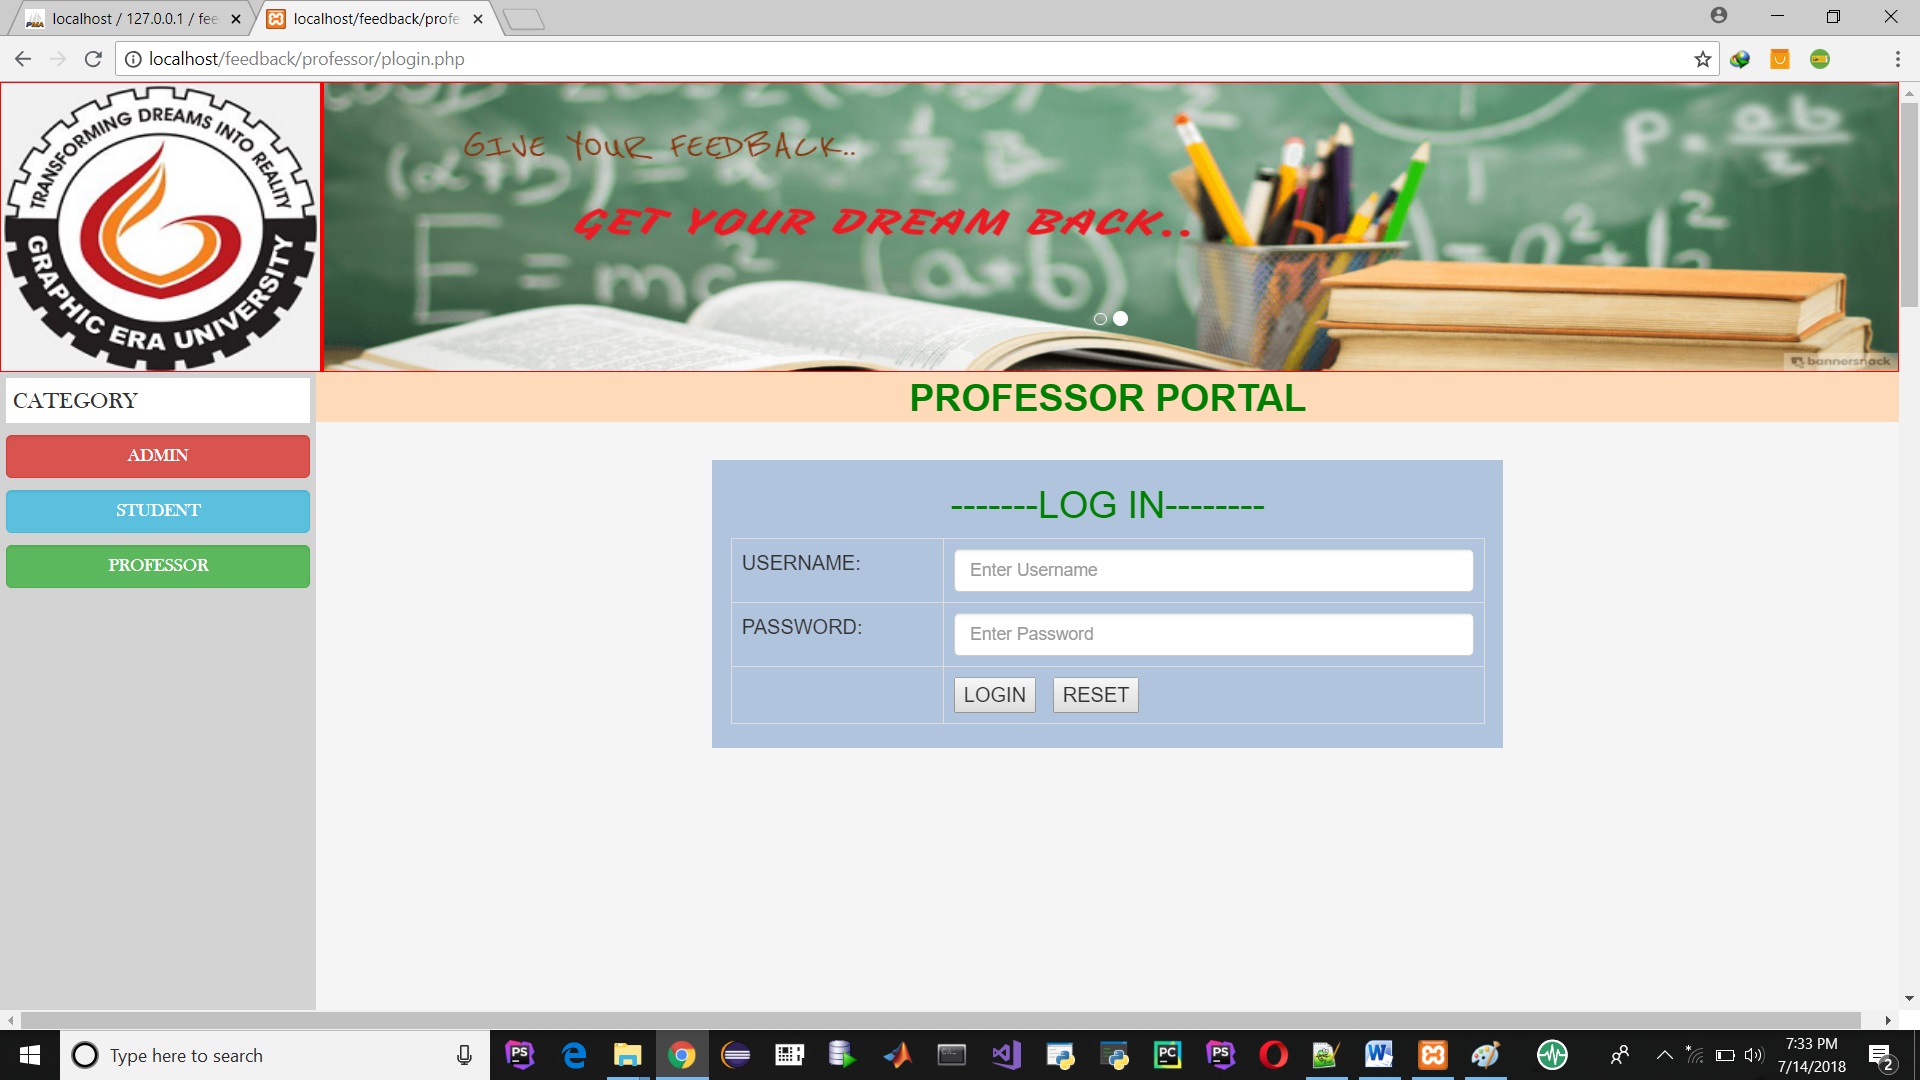 localhost / 127.0.0.1 / fee
localhost/feedback/profe
localhost/feedback/professor/plogin.php
TRANSFORMING DREAMS INTO REALITY
GRAPHIC ERA UNIVERSITY
GIVE YOUR FEEDBACK..
GET YOUR DREAM BACK..
E = mc²
(a+b)
bannersnack
CATEGORY
ADMIN
STUDENT
PROFESSOR
PROFESSOR PORTAL
-------LOG IN--------
USERNAME:
Enter Username
PASSWORD:
Enter Password
LOGIN RESET
Type here to search
7:33 PM
7/14/2018
2